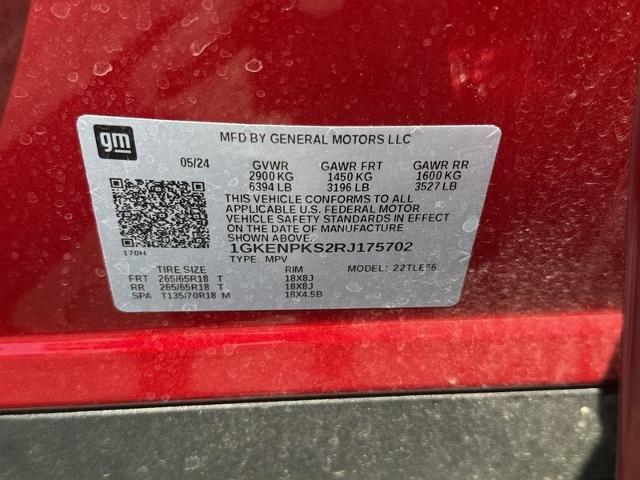 gm
MFD BY GENERAL MOTORS LLC
05/24 GVWR GAWR FRT GAWR RR
2900 KG 1450 KG 1600 KG
6394 LB 3196 LB 3527 LB
THIS VEHICLE CONFORMS TO ALL
APPLICABLE U.S. FEDERAL MOTOR
VEHICLE SAFETY STANDARDS IN EFFECT
ON THE DATE OF MANUFACTURE
SHOWN ABOVE.
1GKENPKS2RJ175702
170H
TYPE: MPV
TIRE SIZE RIM MODEL: 22TLE56
FRT 265/65R18 T 18X8J
RR 265/65R18 T 18X8J
SPA T135/70R18 M 18X4.5B